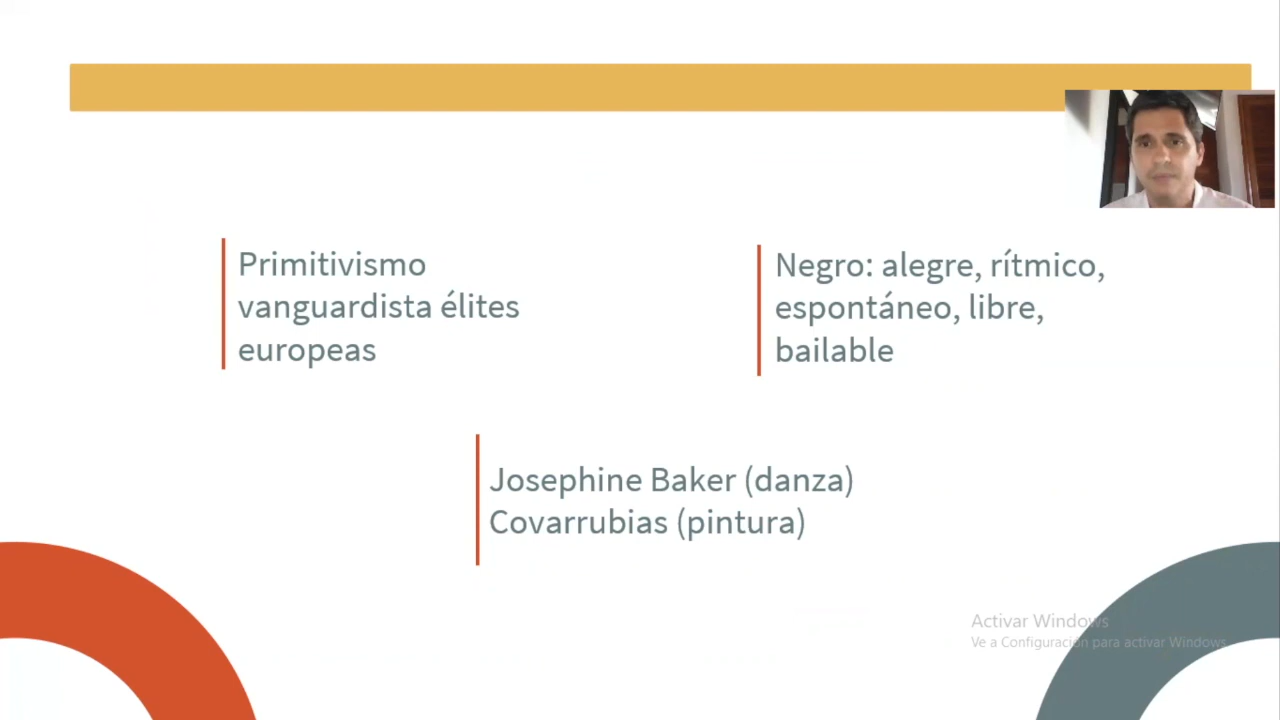 Primitivismo
vanguardista élites
europeas
Negro: alegre, rítmico,
espontáneo, libre,
bailable
Josephine Baker (danza)
Covarrubias (pintura)
Activar Windows
Ve a Configuración para activar Windows.